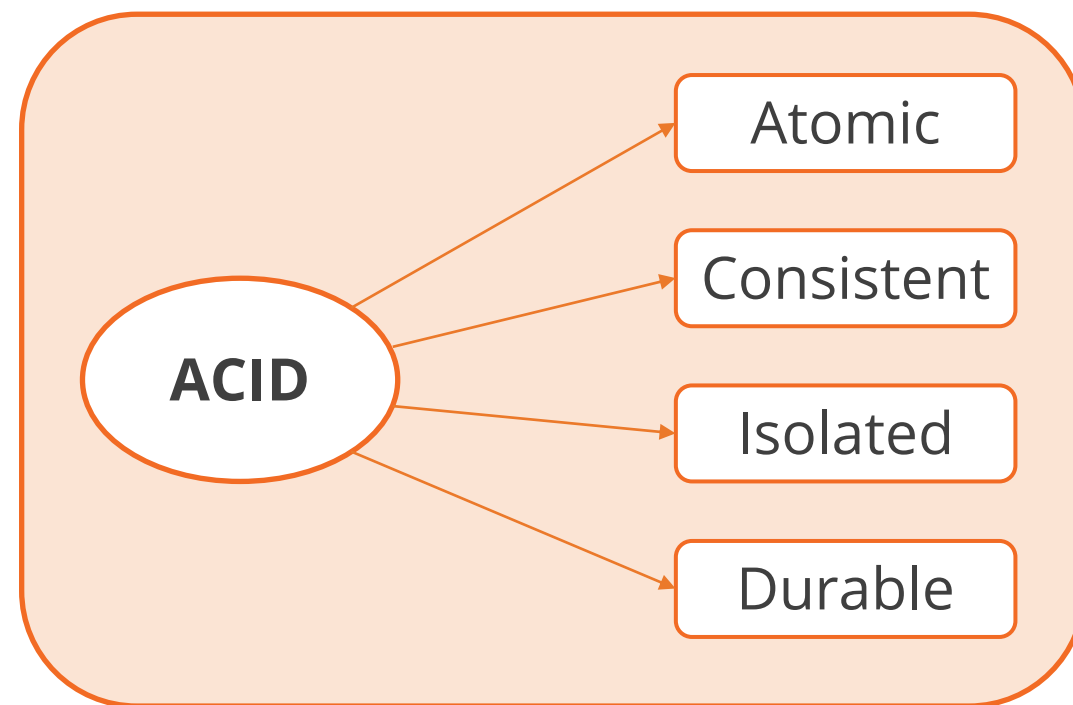 ACID
Atomic
Consistent
Isolated
Durable